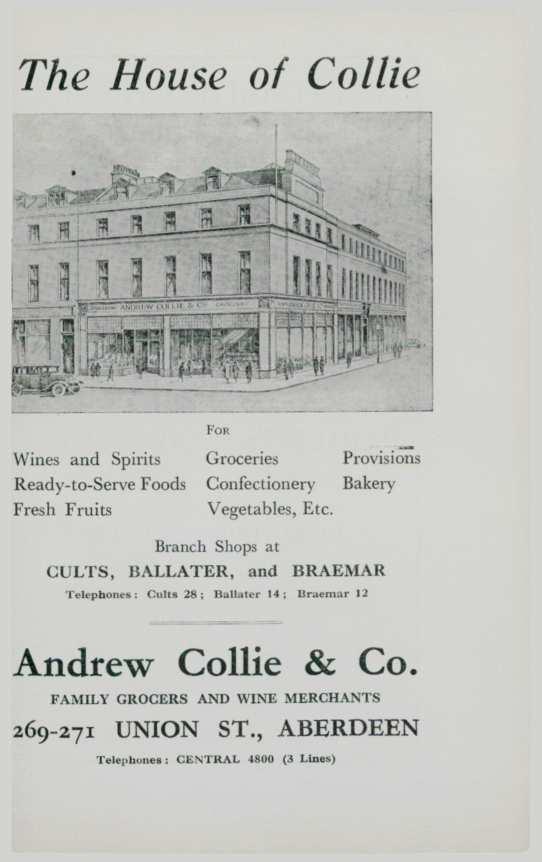 The House of Collie
ANDREW COLLIE & CO
FOR
Wines and Spirits Groceries Provisions
Ready-to-Serve Foods Confectionery Bakery
Fresh Fruits Vegetables, Etc.
Branch Shops at
CULTS, BALLATER, and BRAEMAR
Telephones: Cults 28; Ballater 14; Braemar 12
Andrew Collie & Co.
FAMILY GROCERS AND WINE MERCHANTS
269-271 UNION ST., ABERDEEN
Telephones: CENTRAL 4800 (3 Lines)